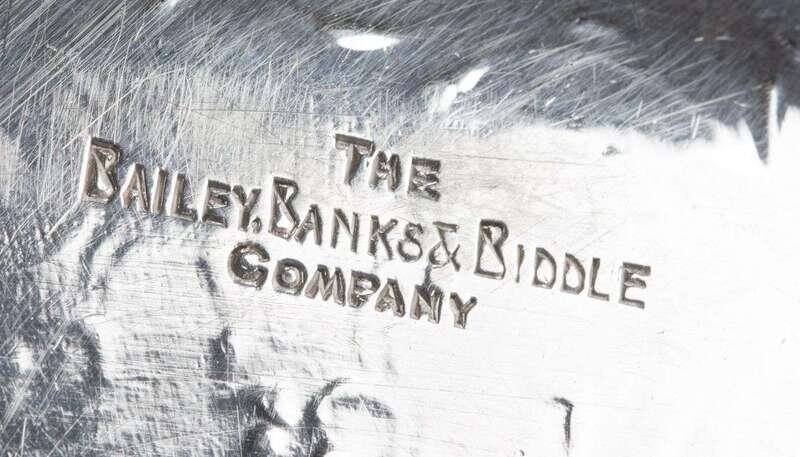 THE
BAILEY, BANKS & BIDDLE
COMPANY